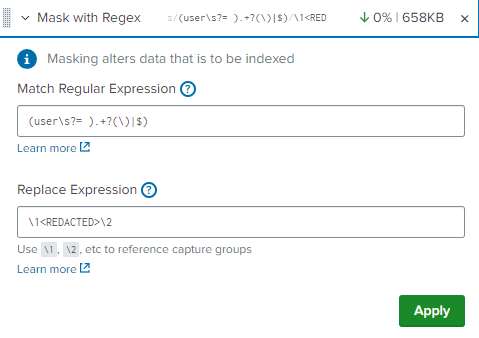 Mask with Regex s/(user\s?= ).+?(\)|$)/\1<RED 0% | 658KB
Masking alters data that is to be indexed
Match Regular Expression ?
(user\s?= ).+?(\)|$)
Learn more
Replace Expression ?
\1<REDACTED>\2
Use \1, \2, etc to reference capture groups
Learn more
Apply